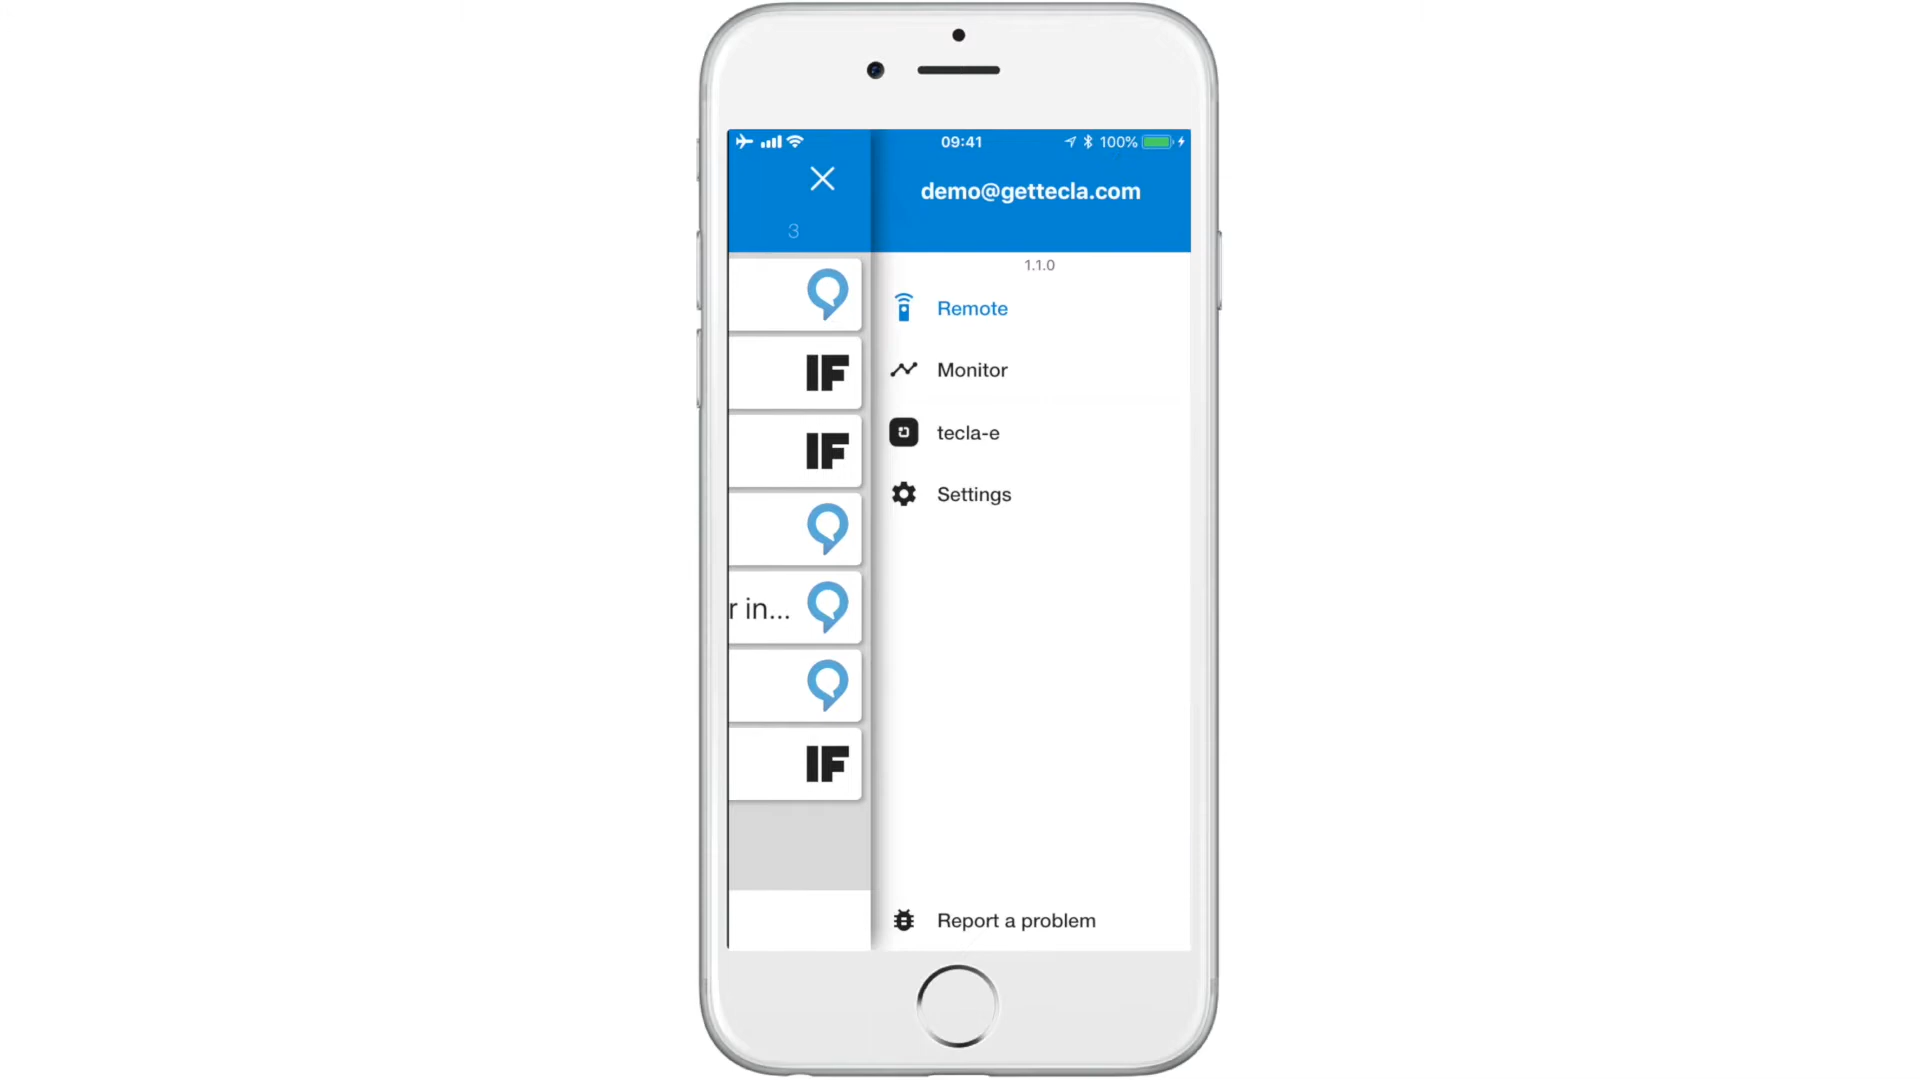 09:41
100%
demo@gettecla.com
3
1.1.0
Remote
IF
Monitor
IF
tecla-e
Settings
r in...
IF
Report a problem